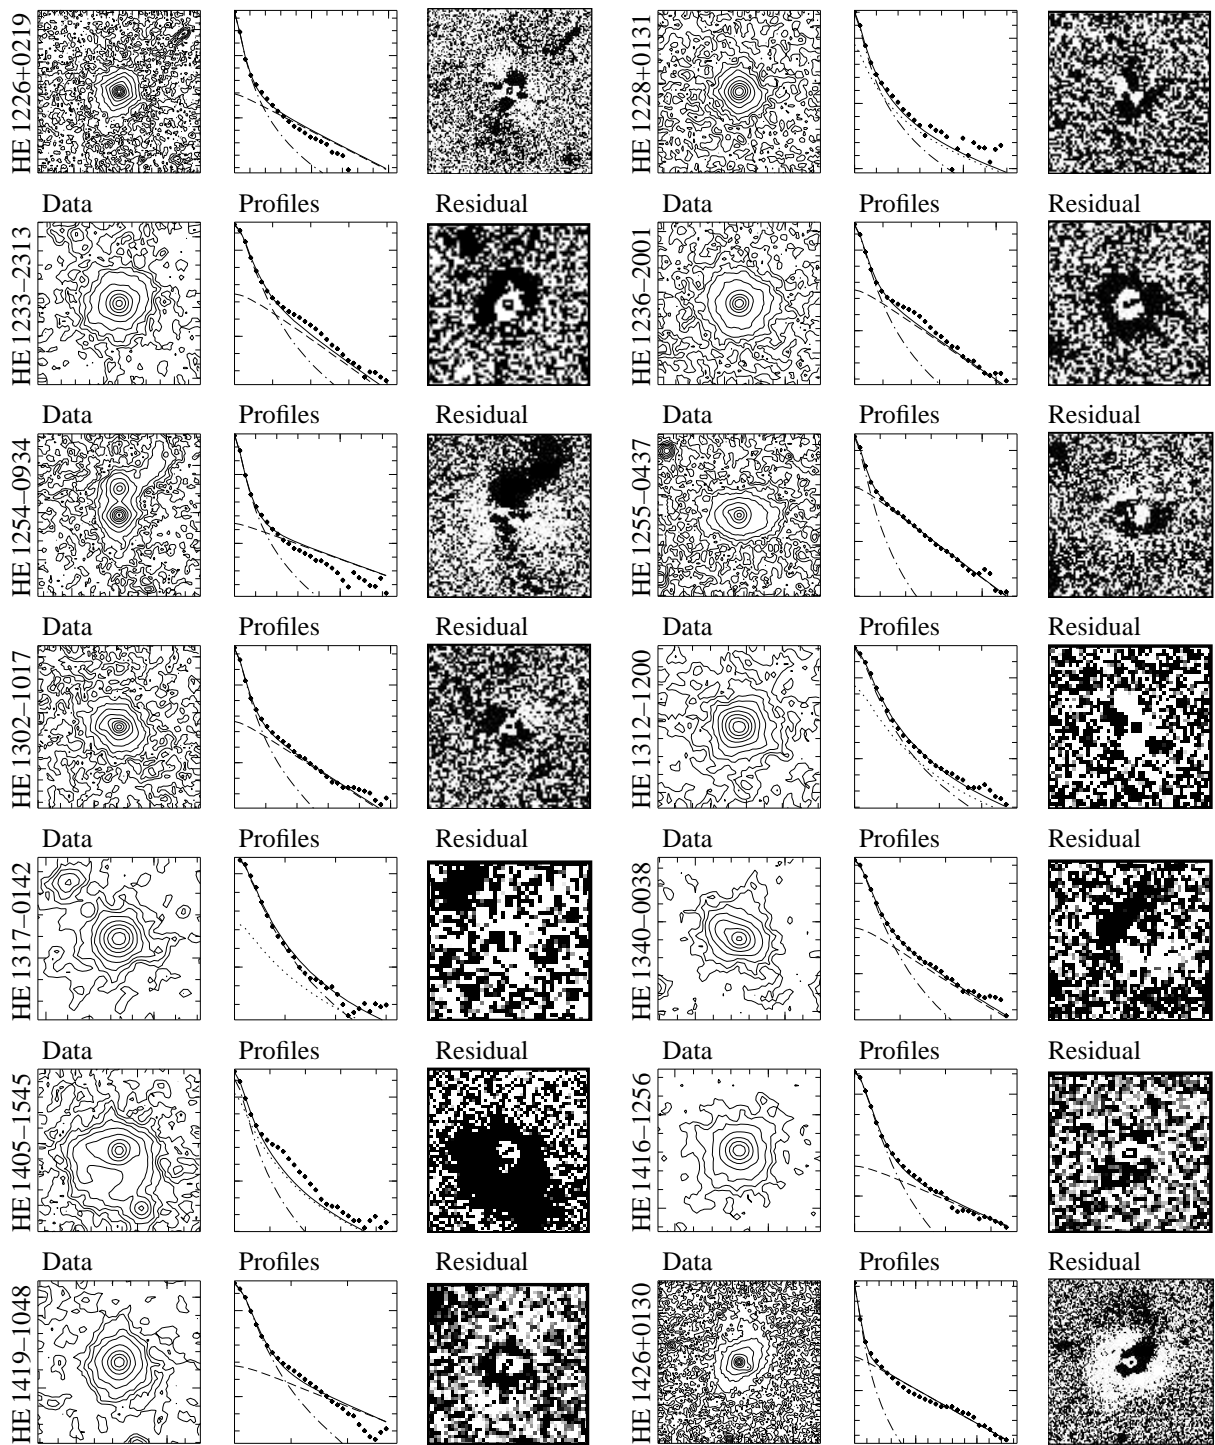 HE 1226+0219
HE 1228+0131
Data Profiles Residual Data Profiles Residual
HE 1233−2313
HE 1236−2001
Data Profiles Residual Data Profiles Residual
HE 1254−0934
HE 1255−0437
Data Profiles Residual Data Profiles Residual
HE 1302−1017
HE 1312−1200
Data Profiles Residual Data Profiles Residual
HE 1317−0142
HE 1340−0038
Data Profiles Residual Data Profiles Residual
HE 1405−1545
HE 1416−1256
Data Profiles Residual Data Profiles Residual
HE 1419−1048
HE 1426+0130